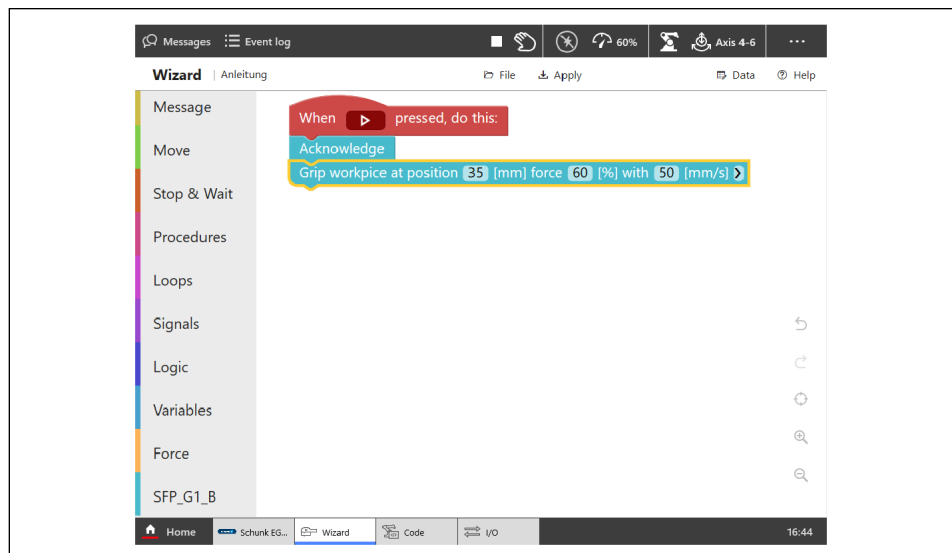 Messages Event log 60% Axis 4-6 ...
Wizard | Anleitung File Apply Data Help
Message
Move
Stop & Wait
Procedures
Loops
Signals
Logic
Variables
Force
SFP_G1_B
When pressed, do this:
Acknowledge
Grip workpice at position 35 [mm] force 60 [%] with 50 [mm/s]
Home Schunk EG... Wizard Code I/O 16:44